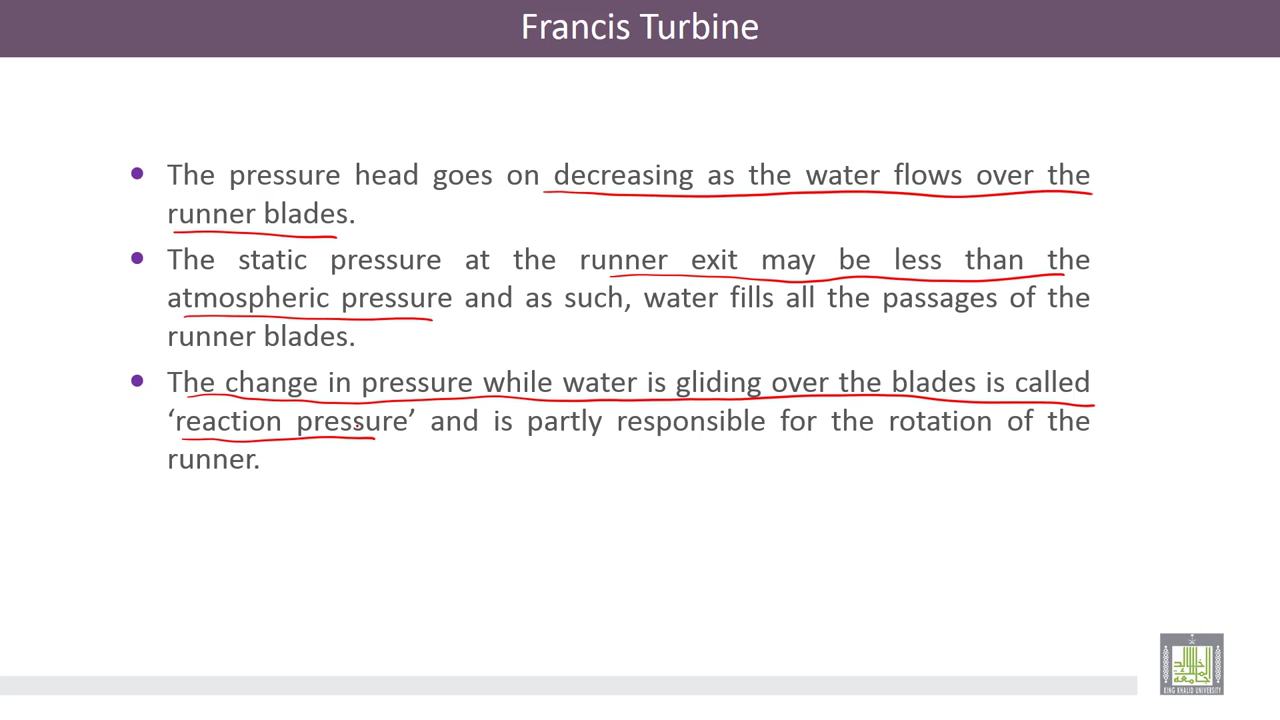 Francis Turbine
• The pressure head goes on decreasing as the water flows over the
runner blades.
• The static pressure at the runner exit may be less than the
atmospheric pressure and as such, water fills all the passages of the
runner blades.
• The change in pressure while water is gliding over the blades is called
‘reaction pressure’ and is partly responsible for the rotation of the
runner.
KING KHALID UNIVERSITY